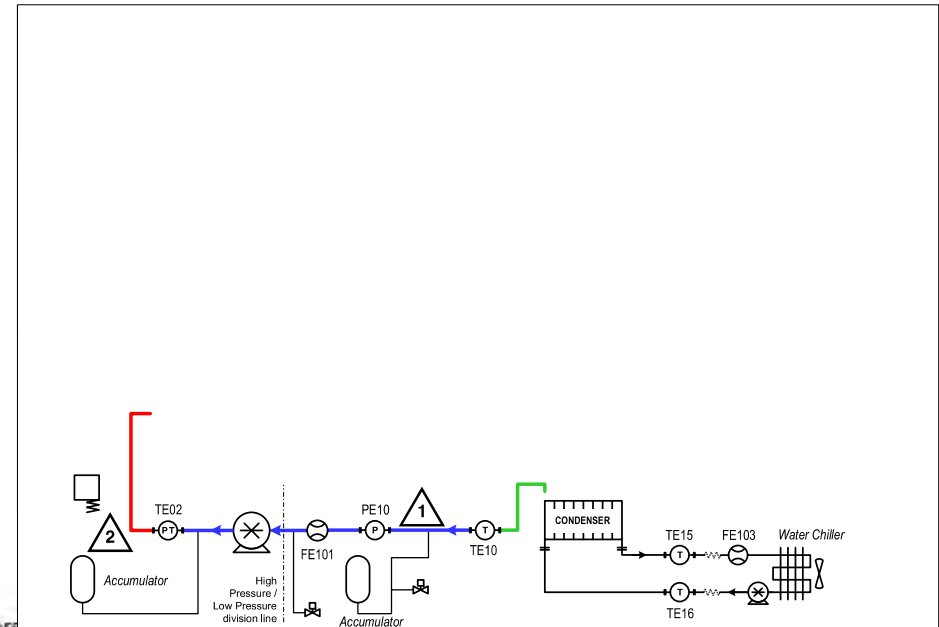 1
TE02
PE10
P T
P
T
CONDENSER
2
FE101
TE10
TE15
FE103
Water Chiller
T
Accumulator
High
Pressure /
Low Pressure
division line
T
TE16
Accumulator